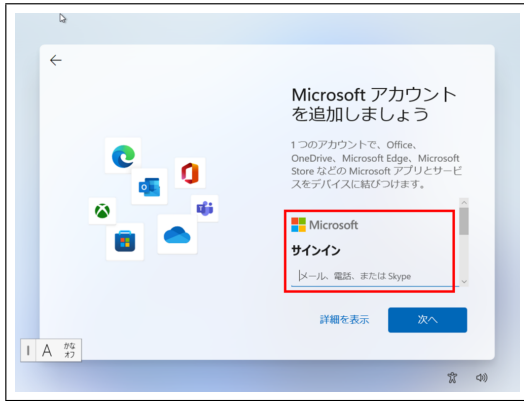 Microsoft アカウント
を追加しましょう
1 つのアカウントで、Office、
OneDrive、Microsoft Edge、Microsoft
Store などの Microsoft アプリとサービ
スをデバイスに結びつけます。
Microsoft
サインイン
メール、電話、または Skype
詳細を表示
次へ
A
かな
オフ